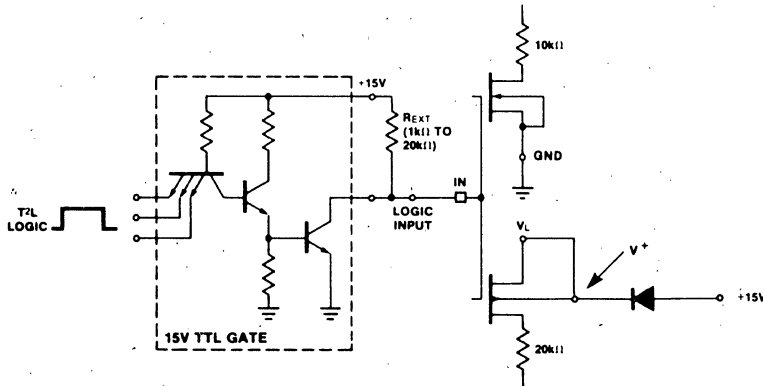 10kΩ
+15V
REXT
(1kΩ TO
20kΩ)
GND
IN
T²L
LOGIC
LOGIC
INPUT
VL
V+
+15V
15V TTL GATE
20kΩ